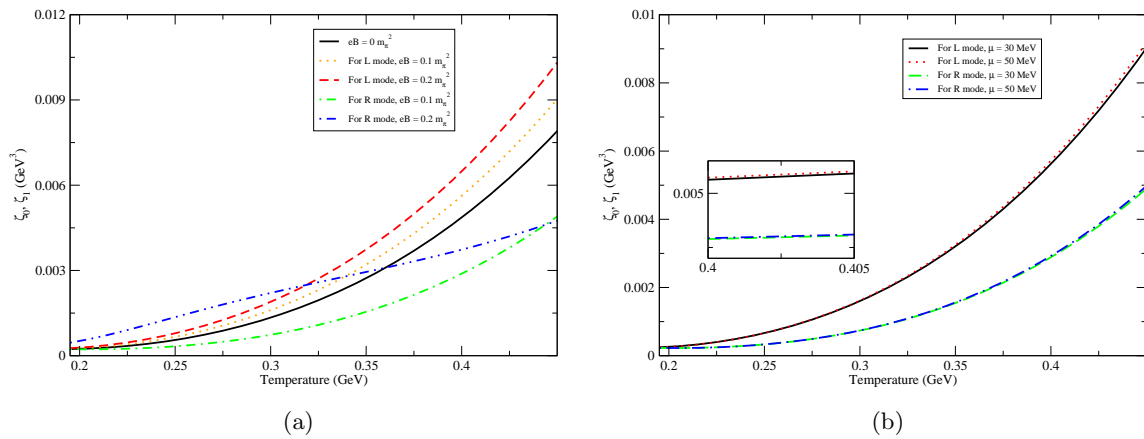 0.012
0.009
0.006
0.003
0
ζ₀, ζ₁ (GeV³)
eB = 0 mπ²
For L mode, eB = 0.1 mπ²
For L mode, eB = 0.2 mπ²
For R mode, eB = 0.1 mπ²
For R mode, eB = 0.2 mπ²
0.2 0.25 0.3 0.35 0.4
Temperature (GeV)
(a)
0.01
0.008
0.006
0.004
0.002
0
ζ₀, ζ₁ (GeV³)
For L mode, μ = 30 MeV
For L mode, μ = 50 MeV
For R mode, μ = 30 MeV
For R mode, μ = 50 MeV
0.005
0.4 0.405
0.2 0.25 0.3 0.35 0.4
Temperature (GeV)
(b)